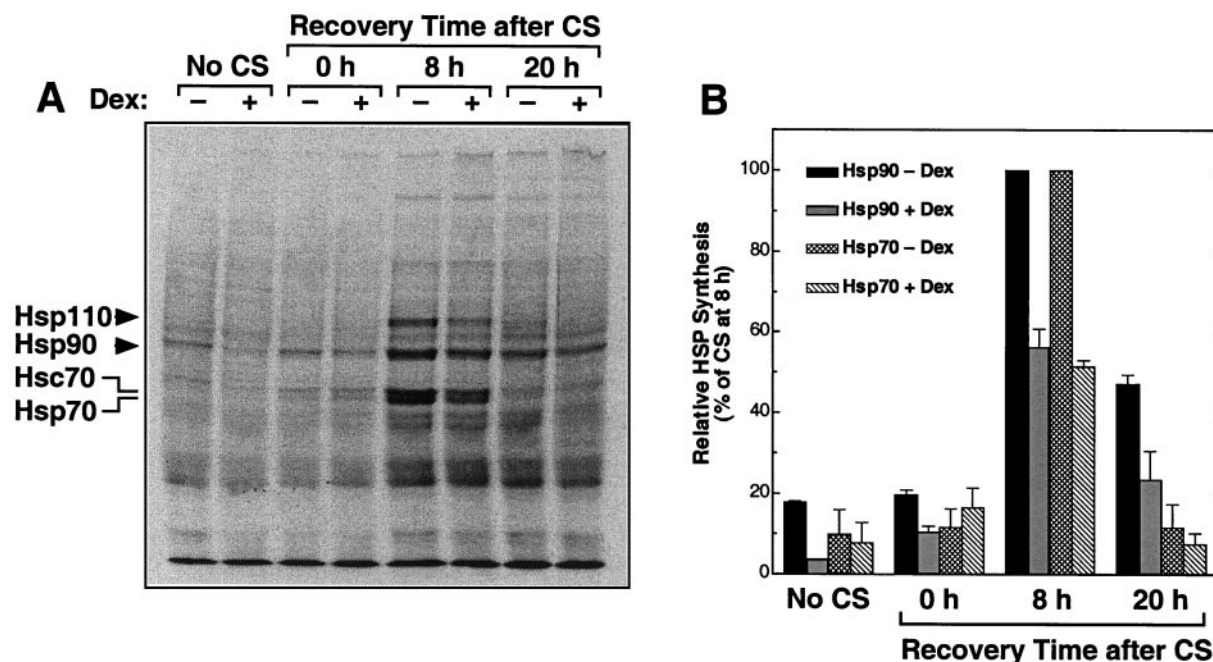 A
Recovery Time after CS
No CS 0 h 8 h 20 h
Dex: – + – + – + – +
Hsp110
Hsp90
Hsc70
Hsp70
B
Relative HSP Synthesis
(% of CS at 8 h)
100
80
60
40
20
0
Hsp90 – Dex
Hsp90 + Dex
Hsp70 – Dex
Hsp70 + Dex
No CS 0 h 8 h 20 h
Recovery Time after CS